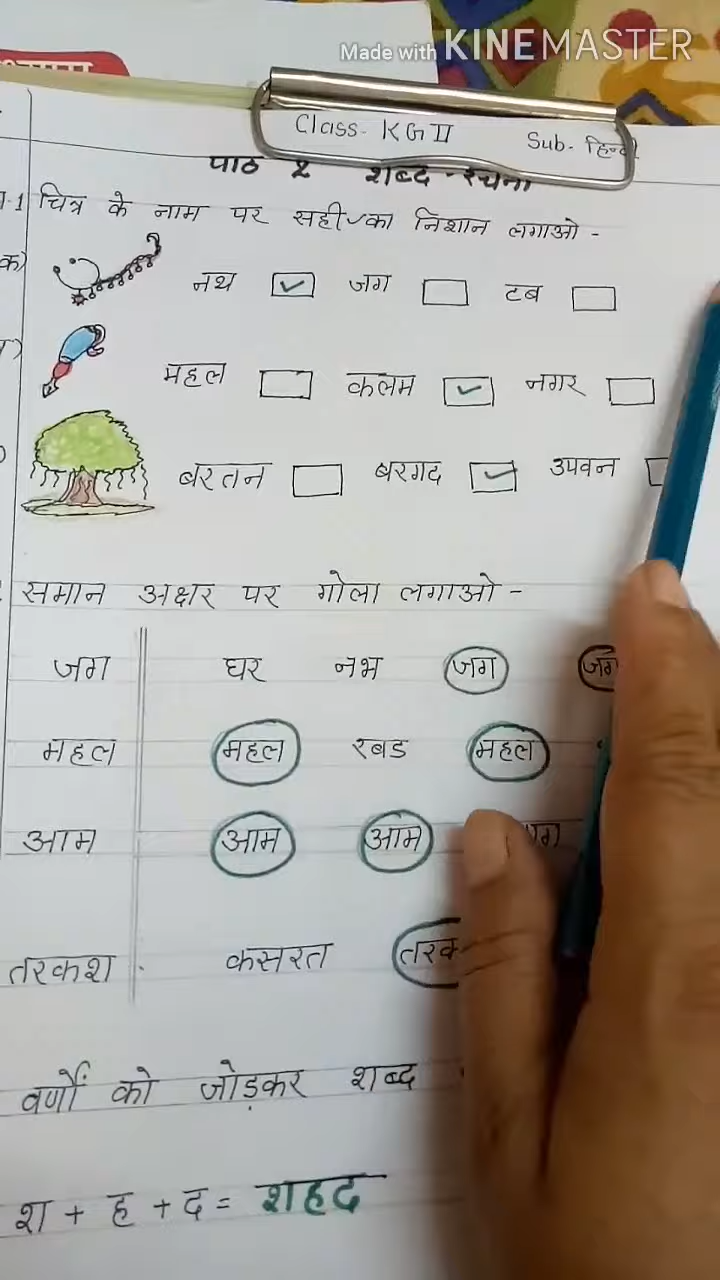 Made with KINEMASTER
Class- KG II Sub- हिन्दी
पाठ 2 शब्द-रचना
चित्र के नाम पर सही ✓ का निशान लगाओ -
क) नथ ✓ जग टब
महल कलम ✓ नगर
बरतन बरगद ✓ उपवन
समान अक्षर पर गोला लगाओ -
जग घर नभ जग जग
महल महल रबड महल
आम आम आम
तरकश कसरत
वर्णों को जोड़कर शब्द
श + ह + द = शहद